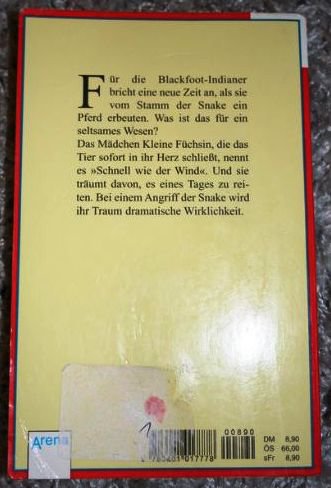 Für die Blackfoot-Indianer
bricht eine neue Zeit an, als sie
vom Stamm der Snake ein
Pferd erbeuten. Was ist das für ein
seltsames Wesen?
Das Mädchen Kleine Füchsin, die das
Tier sofort in ihr Herz schließt, nennt
es »Schnell wie der Wind«. Und sie
träumt davon, es eines Tages zu rei-
ten. Bei einem Angriff der Snake wird
ihr Traum dramatische Wirklichkeit.
00890
Arena
DM 8,90
ÖS 66,00
sFr 8,90